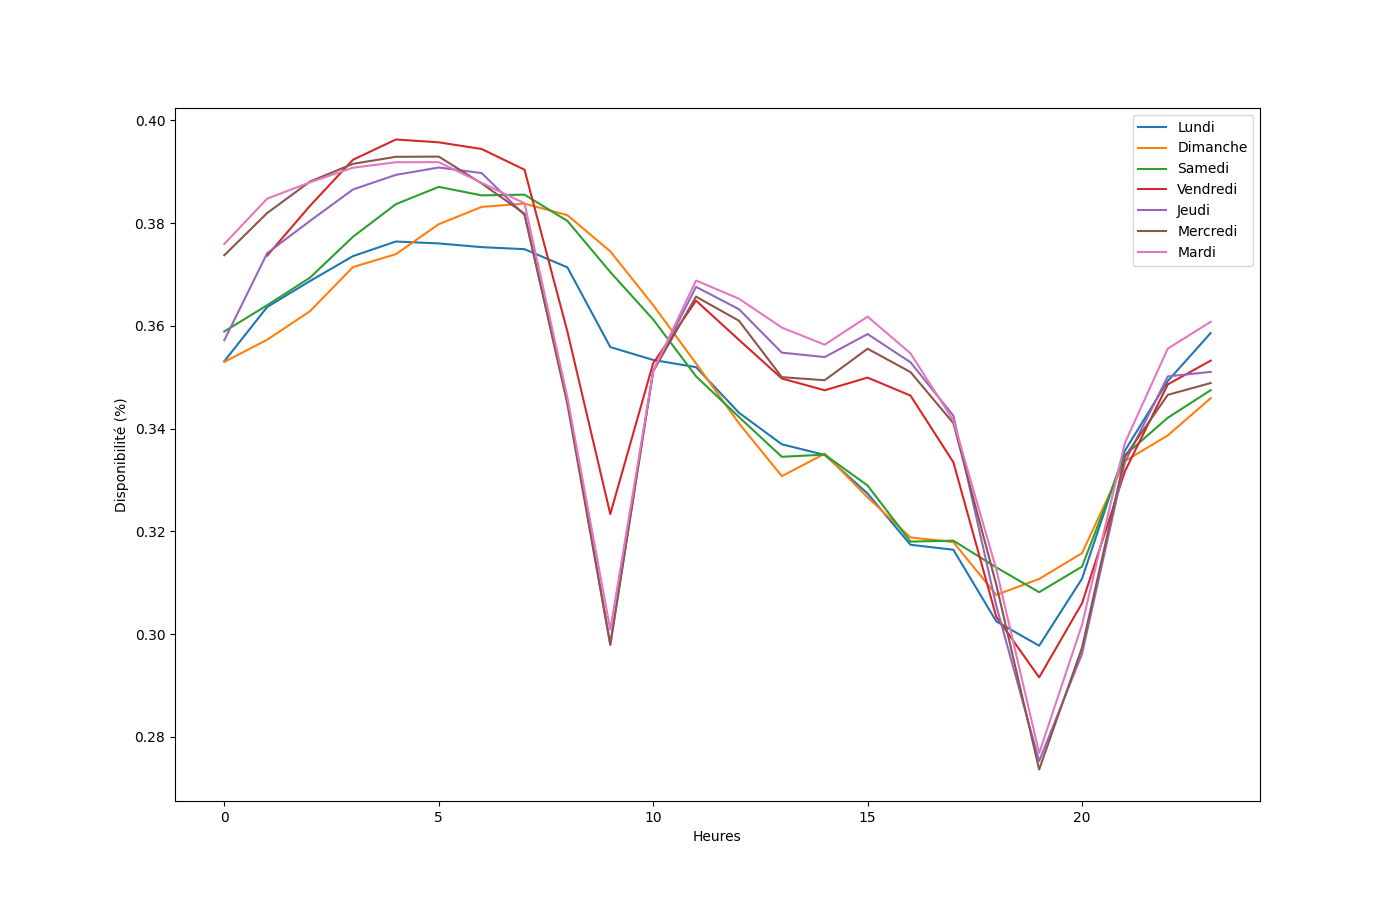 0.40
0.38
0.36
0.34
0.32
0.30
0.28
Disponibilité (%)
0 5 10 15 20
Heures
Lundi
Dimanche
Samedi
Vendredi
Jeudi
Mercredi
Mardi